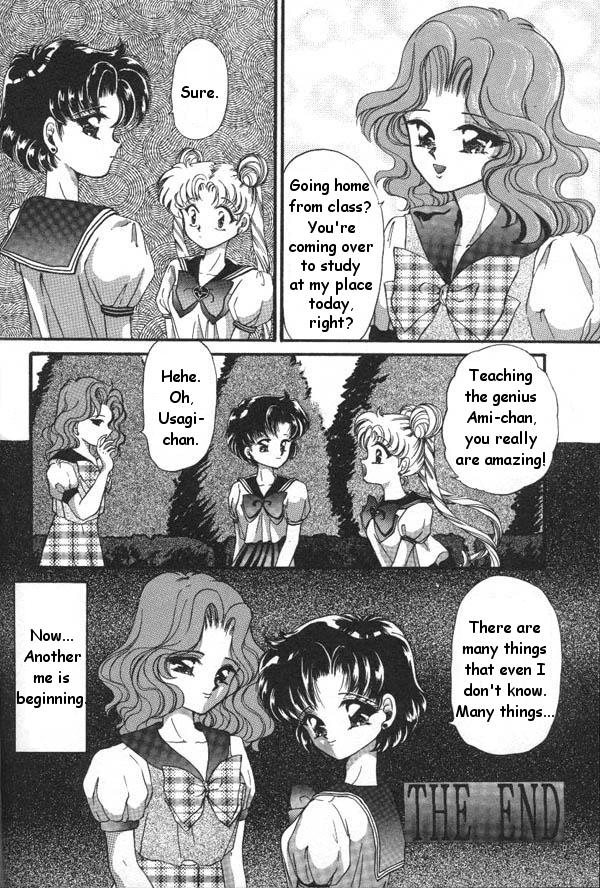 Going home
from class?
You're
coming over
to study
at my place
today,
right?
Sure.
Teaching
the genius
Ami-chan,
you really
are amazing!
Hehe.
Oh,
Usagi-
chan.
There are
many things
that even I
don't know.
Many things...
Now...
Another
me is
beginning.
THE END